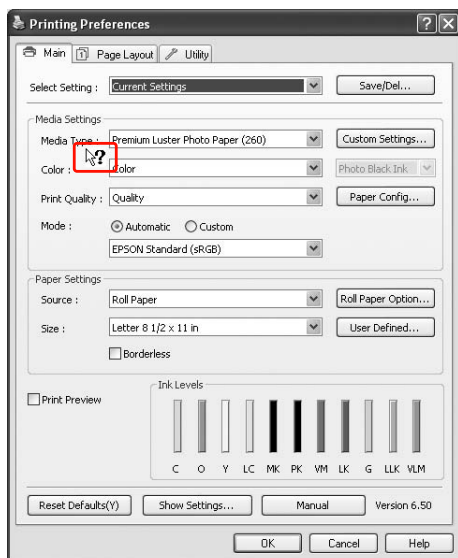 Printing Preferences
Main Page Layout Utility
Select Setting : Current Settings Save/Del...
Media Settings
Media Type : Premium Luster Photo Paper (260) Custom Settings...
Color : Color Photo Black Ink
Print Quality : Quality Paper Config...
Mode : Automatic Custom
EPSON Standard (sRGB)
Paper Settings
Source : Roll Paper Roll Paper Option...
Size : Letter 8 1/2 x 11 in User Defined...
Borderless
Print Preview
Ink Levels
C O Y LC MK PK VM LK G LLK VLM
Reset Defaults(Y) Show Settings... Manual Version 6.50
OK Cancel Help